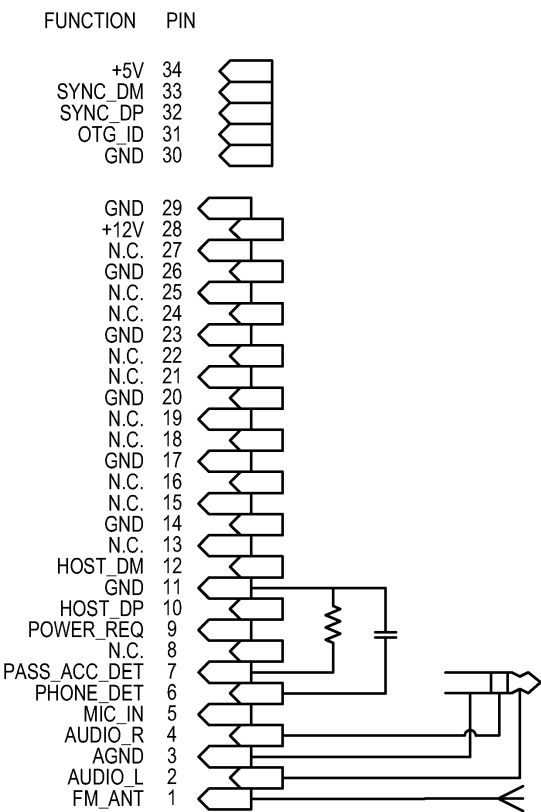 FUNCTION PIN
+5V 34
SYNC_DM 33
SYNC_DP 32
OTG_ID 31
GND 30
GND 29
+12V 28
N.C. 27
GND 26
N.C. 25
N.C. 24
GND 23
N.C. 22
N.C. 21
GND 20
N.C. 19
N.C. 18
GND 17
N.C. 16
N.C. 15
GND 14
N.C. 13
HOST_DM 12
GND 11
HOST_DP 10
POWER_REQ 9
N.C. 8
PASS_ACC_DET 7
PHONE_DET 6
MIC_IN 5
AUDIO_R 4
AGND 3
AUDIO_L 2
FM_ANT 1